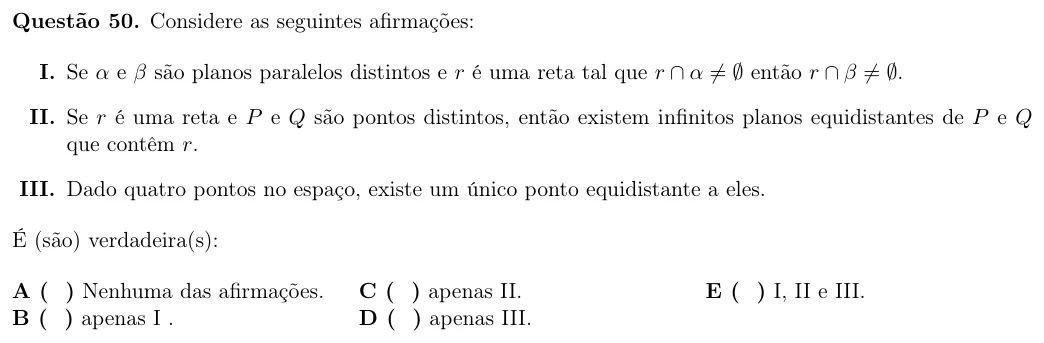 Questão 50. Considere as seguintes afirmações:
I. Se α e β são planos paralelos distintos e r é uma reta tal que r ∩ α ≠ ∅ então r ∩ β ≠ ∅.
II. Se r é uma reta e P e Q são pontos distintos, então existem infinitos planos equidistantes de P e Q
que contêm r.
III. Dado quatro pontos no espaço, existe um único ponto equidistante a eles.
É (são) verdadeira(s):
A ( ) Nenhuma das afirmações. C ( ) apenas II. E ( ) I, II e III.
B ( ) apenas I . D ( ) apenas III.